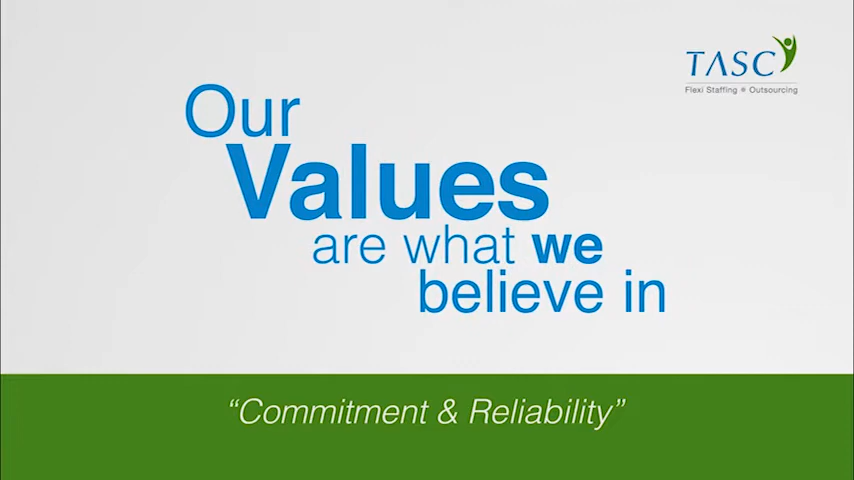 TASC
Flexi Staffing Outsourcing
Our
Values
are what we
believe in
“Commitment & Reliability”